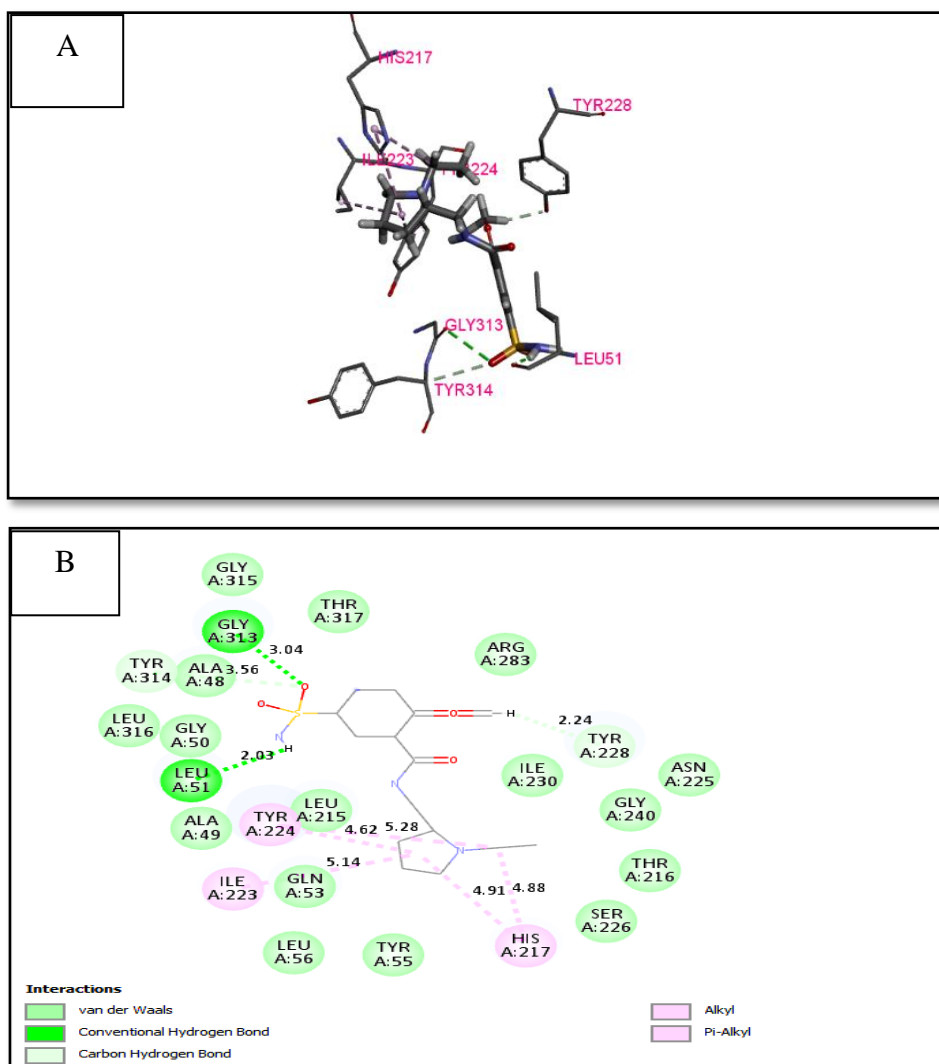 A
HIS217
TYR228
ILE223
224
GLY313
LEU51
TYR314
B
GLY
A:315
THR
A:317
GLY
A:313
3.04
ARG
A:283
TYR
A:314
ALA
A:48
3.56
O
O
S
H
2.24
TYR
A:228
LEU
A:316
GLY
A:50
N
H
2.03
LEU
A:51
O
O
N
ILE
A:230
ASN
A:225
ALA
A:49
TYR
A:224
LEU
A:215
4.62
5.28
GLY
A:240
N
5.14
ILE
A:223
GLN
A:53
4.91
4.88
THR
A:216
SER
A:226
LEU
A:56
TYR
A:55
HIS
A:217
Interactions
van der Waals
Conventional Hydrogen Bond
Carbon Hydrogen Bond
Alkyl
Pi-Alkyl